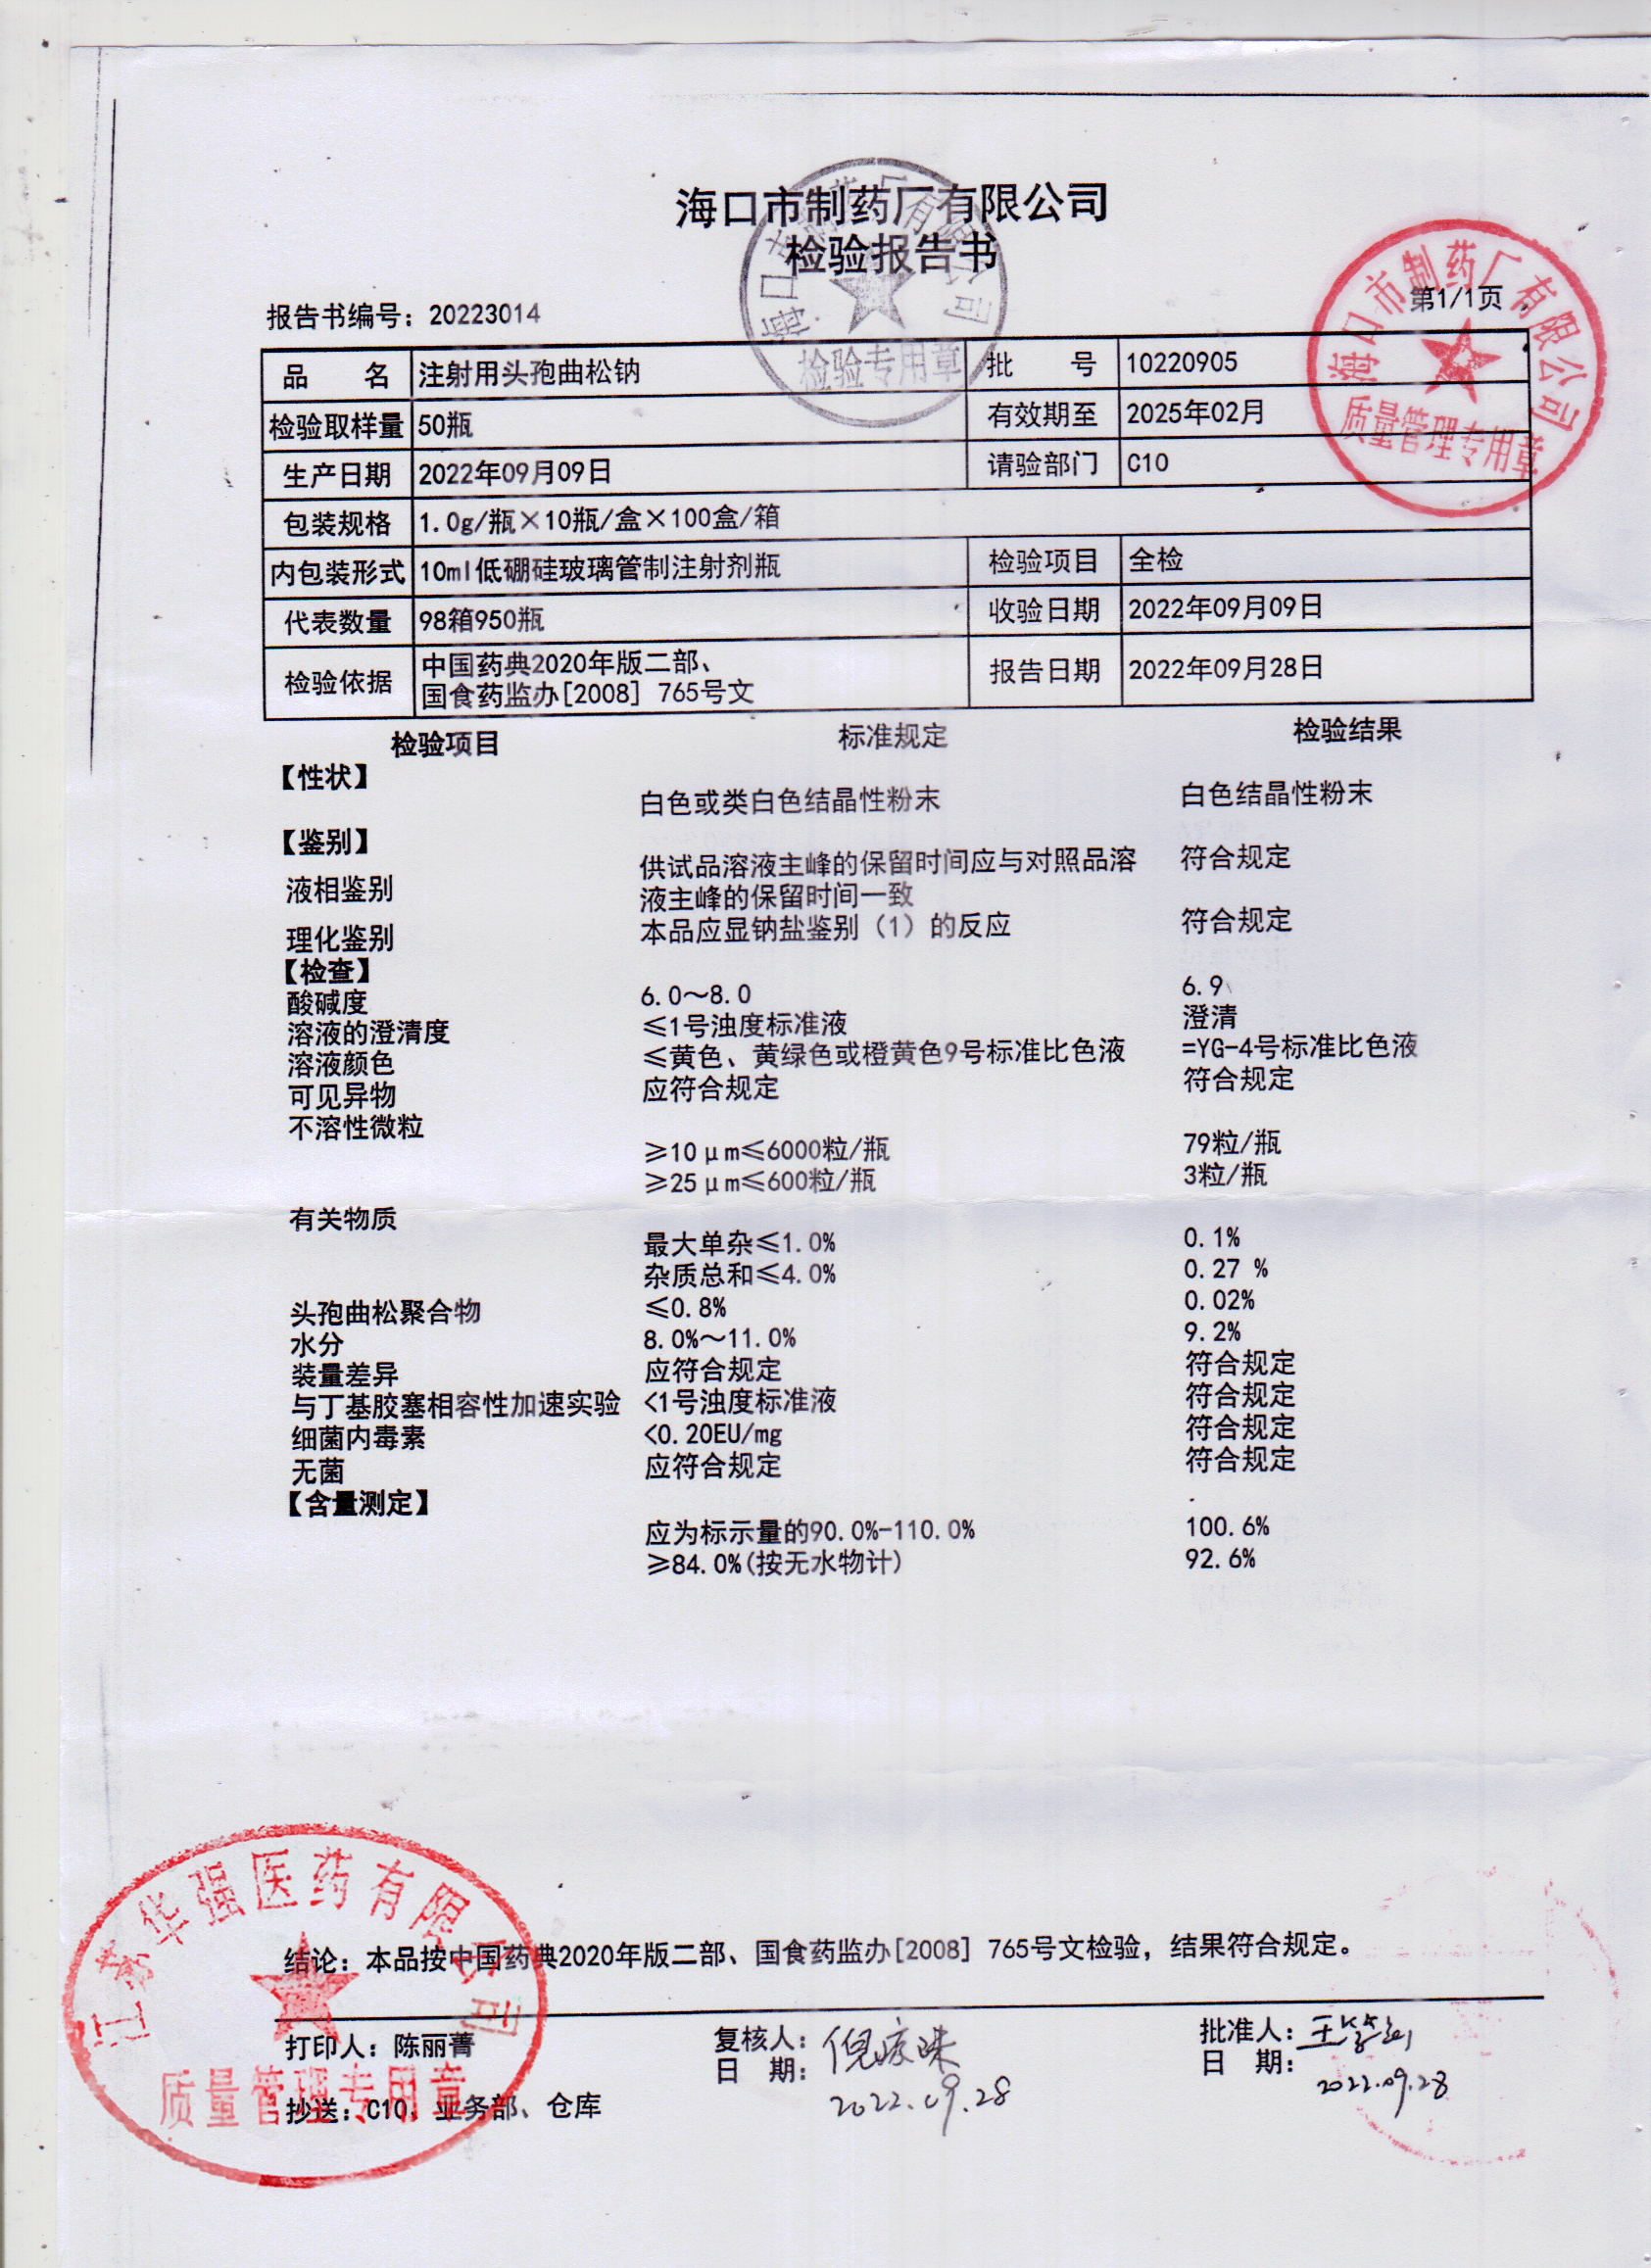 海口市制药厂有限公司
检验报告书
海口市制药厂有限公司
检验专用章
海口市制药厂有限公司
质量管理专用章
第1/1页
报告书编号：20223014
品 名 注射用头孢曲松钠 批 号 10220905
检验取样量 50瓶 有效期至 2025年02月
生产日期 2022年09月09日 请验部门 C10
包装规格 1.0g/瓶×10瓶/盒×100盒/箱
内包装形式 10ml低硼硅玻璃管制注射剂瓶 检验项目 全检
代表数量 98箱950瓶 收验日期 2022年09月09日
检验依据 中国药典2020年版二部、 报告日期 2022年09月28日
国食药监办[2008] 765号文
检验项目 标准规定 检验结果
【性状】
白色或类白色结晶性粉末 白色结晶性粉末
【鉴别】
液相鉴别 供试品溶液主峰的保留时间应与对照品溶 符合规定
液主峰的保留时间一致
理化鉴别 本品应显钠盐鉴别（1）的反应 符合规定
【检查】
酸碱度 6.0～8.0 6.9
溶液的澄清度 ≤1号浊度标准液 澄清
溶液颜色 ≤黄色、黄绿色或橙黄色9号标准比色液 =YG-4号标准比色液
可见异物 应符合规定 符合规定
不溶性微粒
≥10μm≤6000粒/瓶 79粒/瓶
≥25μm≤600粒/瓶 3粒/瓶
有关物质
最大单杂≤1.0% 0.1%
杂质总和≤4.0% 0.27 %
头孢曲松聚合物 ≤0.8% 0.02%
水分 8.0%～11.0% 9.2%
装量差异 应符合规定 符合规定
与丁基胶塞相容性加速实验 <1号浊度标准液 符合规定
细菌内毒素 <0.20EU/mg 符合规定
无菌 应符合规定 符合规定
【含量测定】
应为标示量的90.0%-110.0% 100.6%
≥84.0%(按无水物计) 92.6%
江苏华强医药有限公司
质量管理专用章
结论：本品按中国药典2020年版二部、国食药监办[2008] 765号文检验，结果符合规定。
打印人：陈丽菁 复核人： 批准人：
日 期：2022.09.28 日 期：2022.09.28
抄送：C10、业务部、仓库